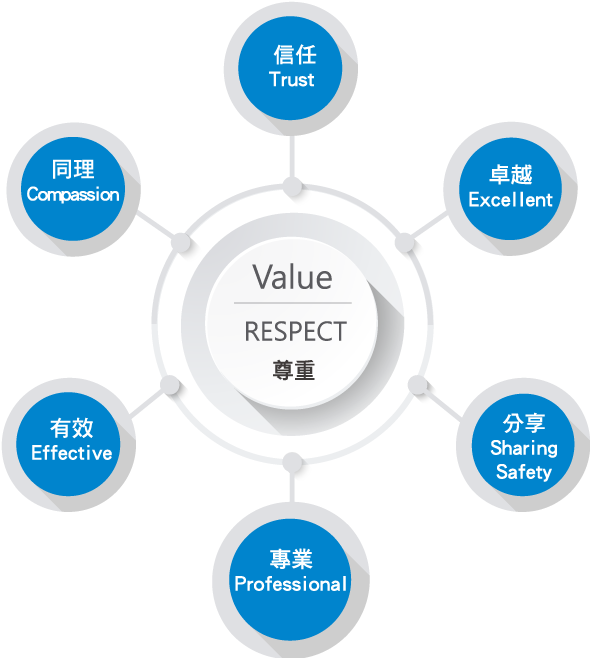 信任
Trust
同理
Compassion
卓越
Excellent
Value
RESPECT
尊重
有效
Effective
分享
Sharing
Safety
專業
Professional